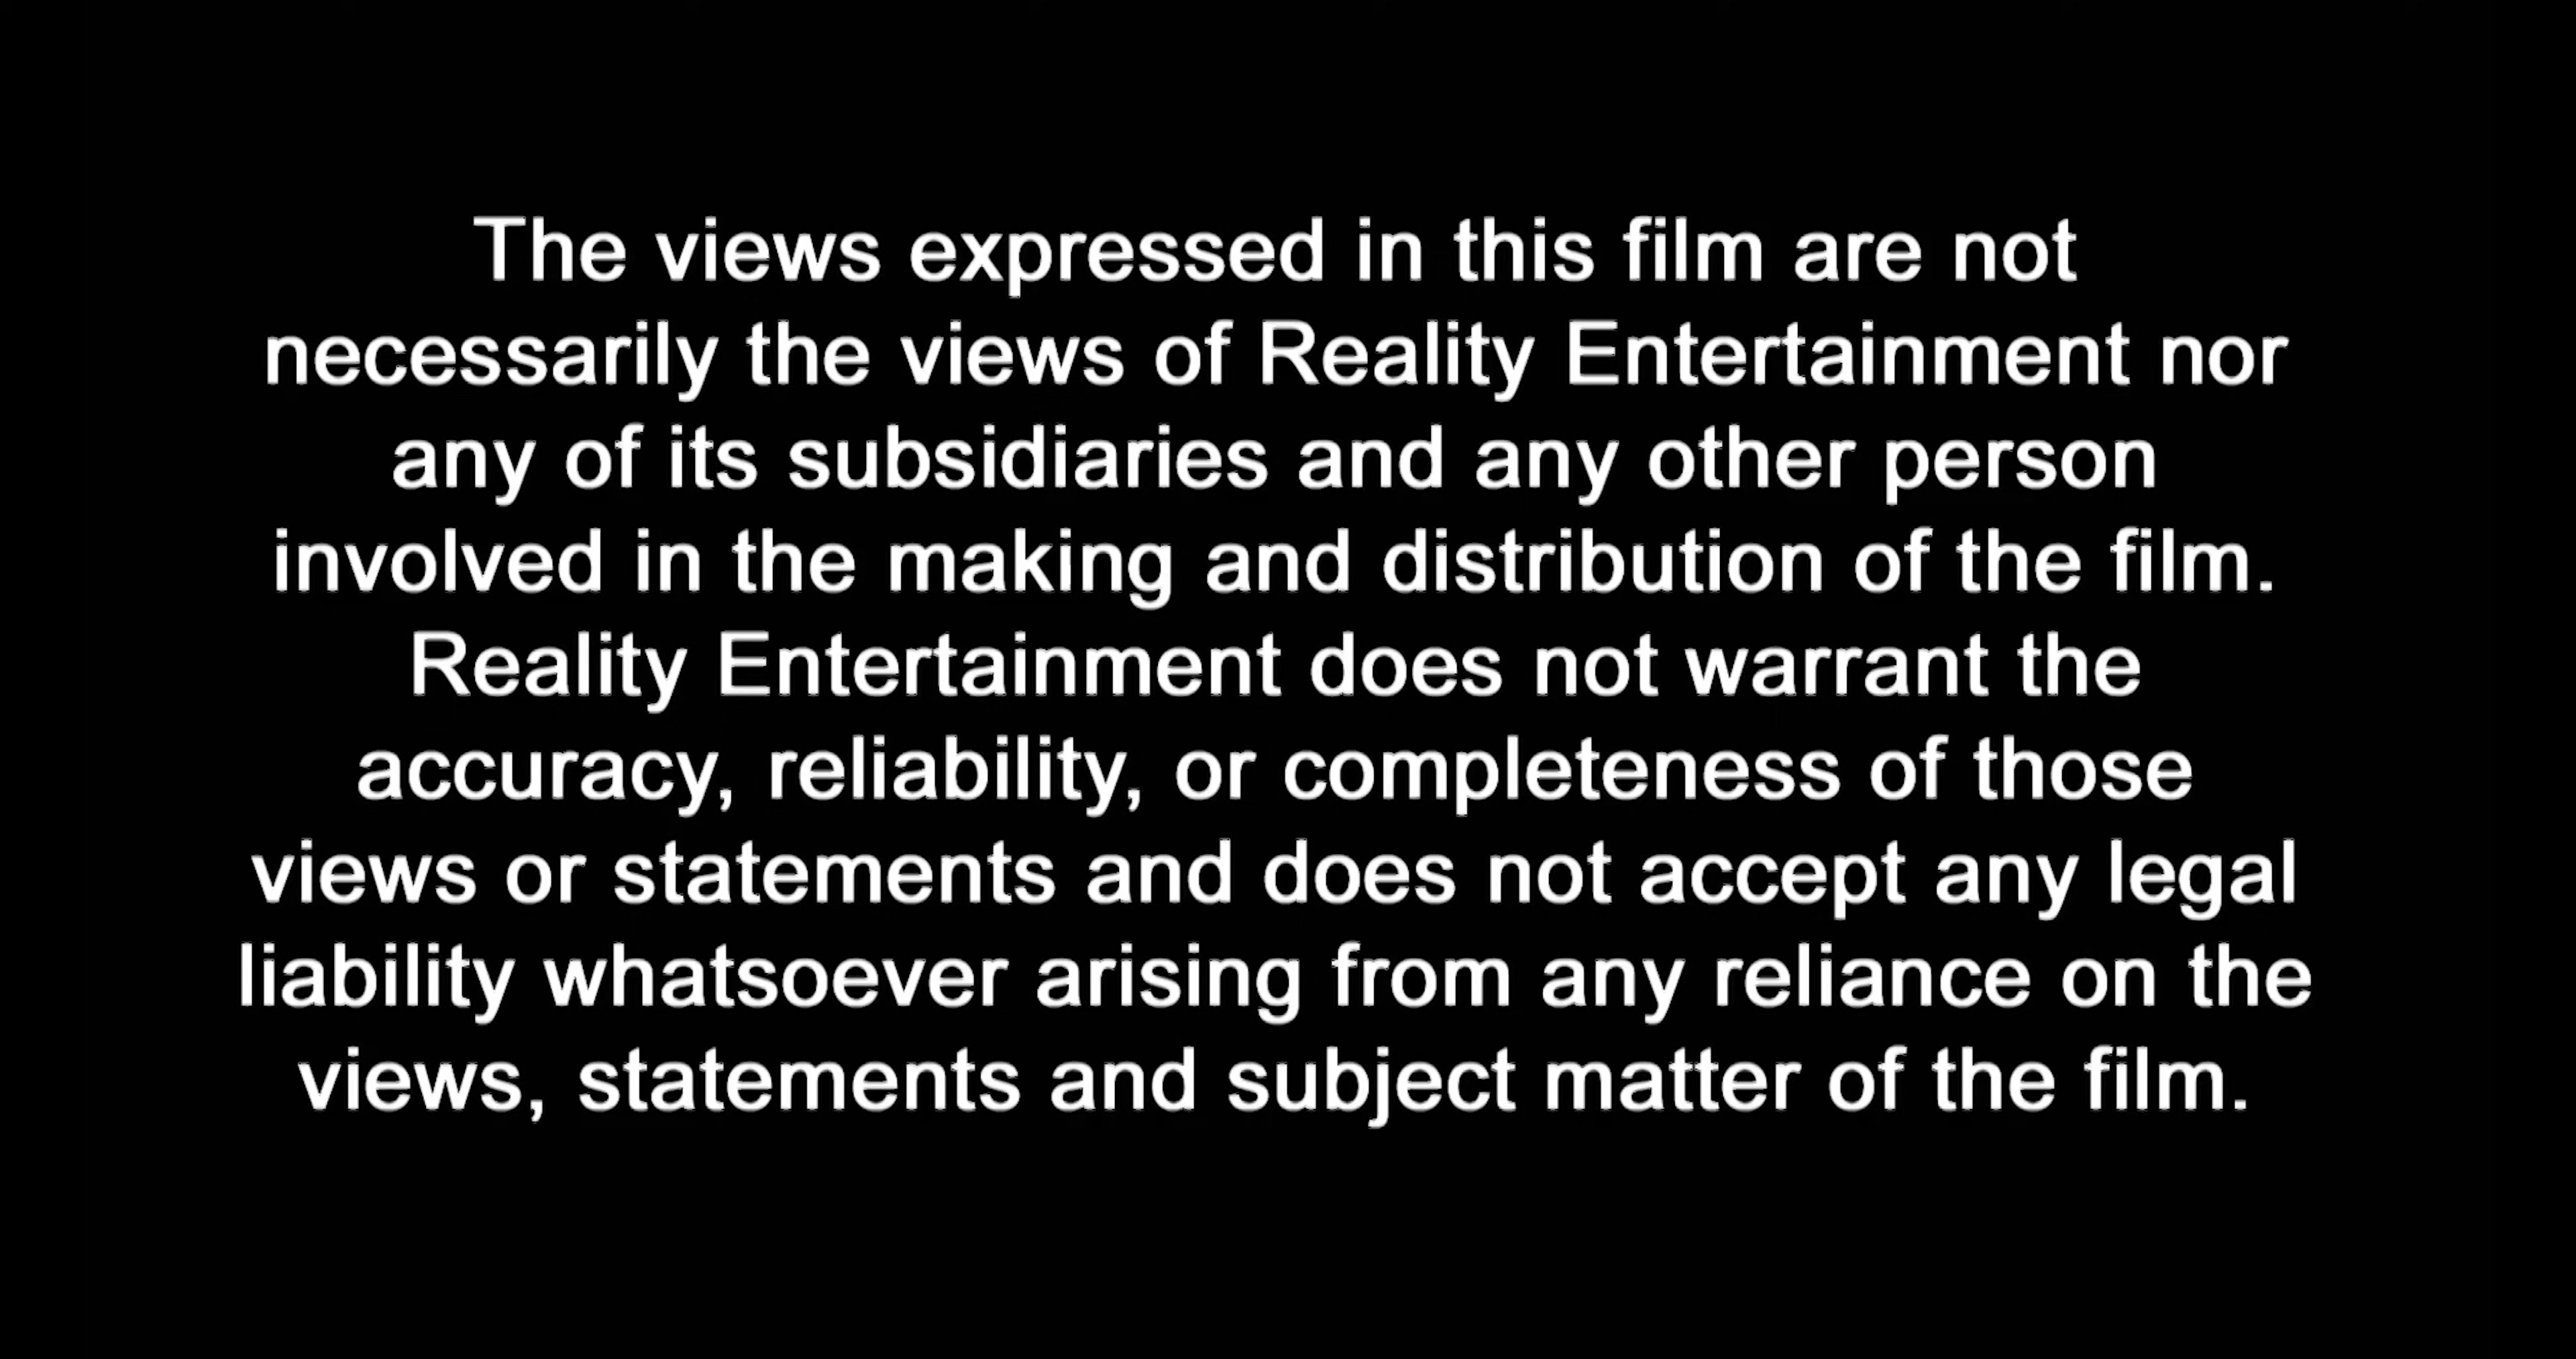 The views expressed in this film are not
necessarily the views of Reality Entertainment nor
any of its subsidiaries and any other person
involved in the making and distribution of the film.
Reality Entertainment does not warrant the
accuracy, reliability, or completeness of those
views or statements and does not accept any legal
liability whatsoever arising from any reliance on the
views, statements and subject matter of the film.